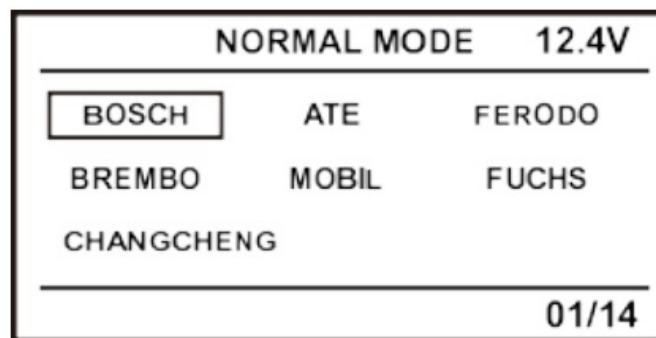 NORMAL MODE 12.4V
BOSCH ATE FERODO
BREMBO MOBIL FUCHS
CHANGCHENG
01/14